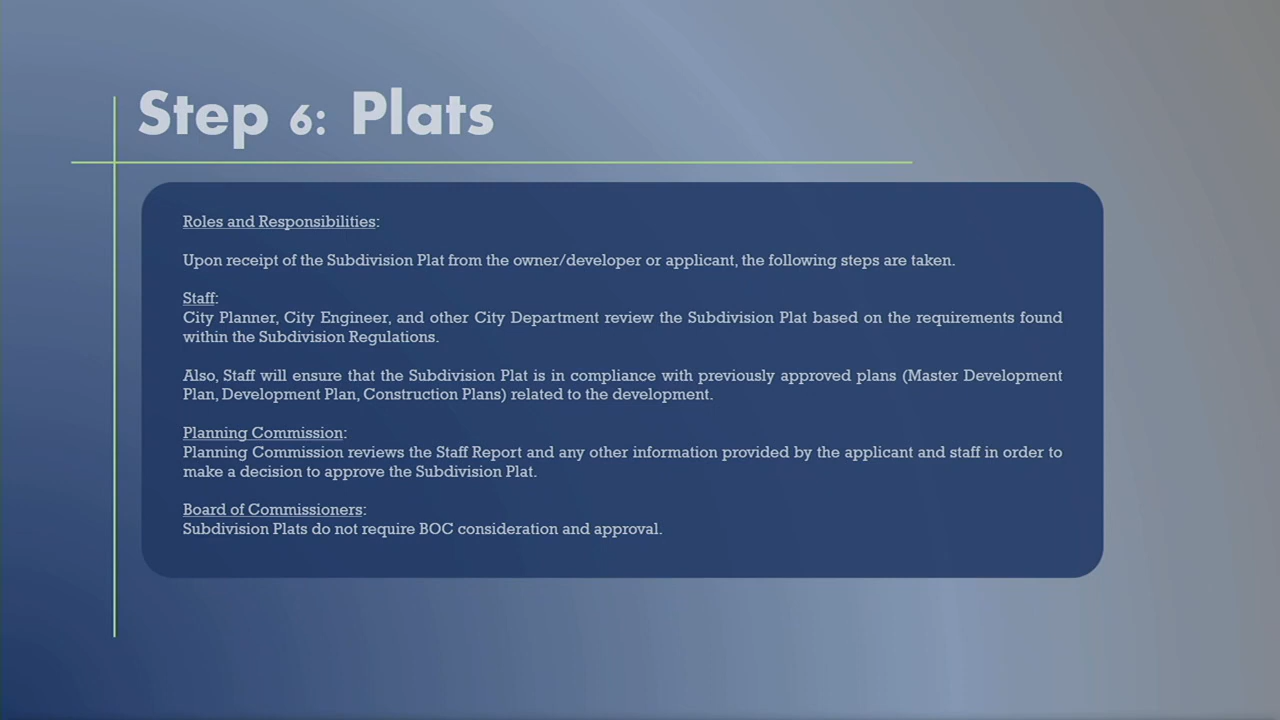 Step 6: Plats
Roles and Responsibilities:
Upon receipt of the Subdivision Plat from the owner/developer or applicant, the following steps are taken.
Staff:
City Planner, City Engineer, and other City Department review the Subdivision Plat based on the requirements found
within the Subdivision Regulations.
Also, Staff will ensure that the Subdivision Plat is in compliance with previously approved plans (Master Development
Plan, Development Plan, Construction Plans) related to the development.
Planning Commission:
Planning Commission reviews the Staff Report and any other information provided by the applicant and staff in order to
make a decision to approve the Subdivision Plat.
Board of Commissioners:
Subdivision Plats do not require BOC consideration and approval.